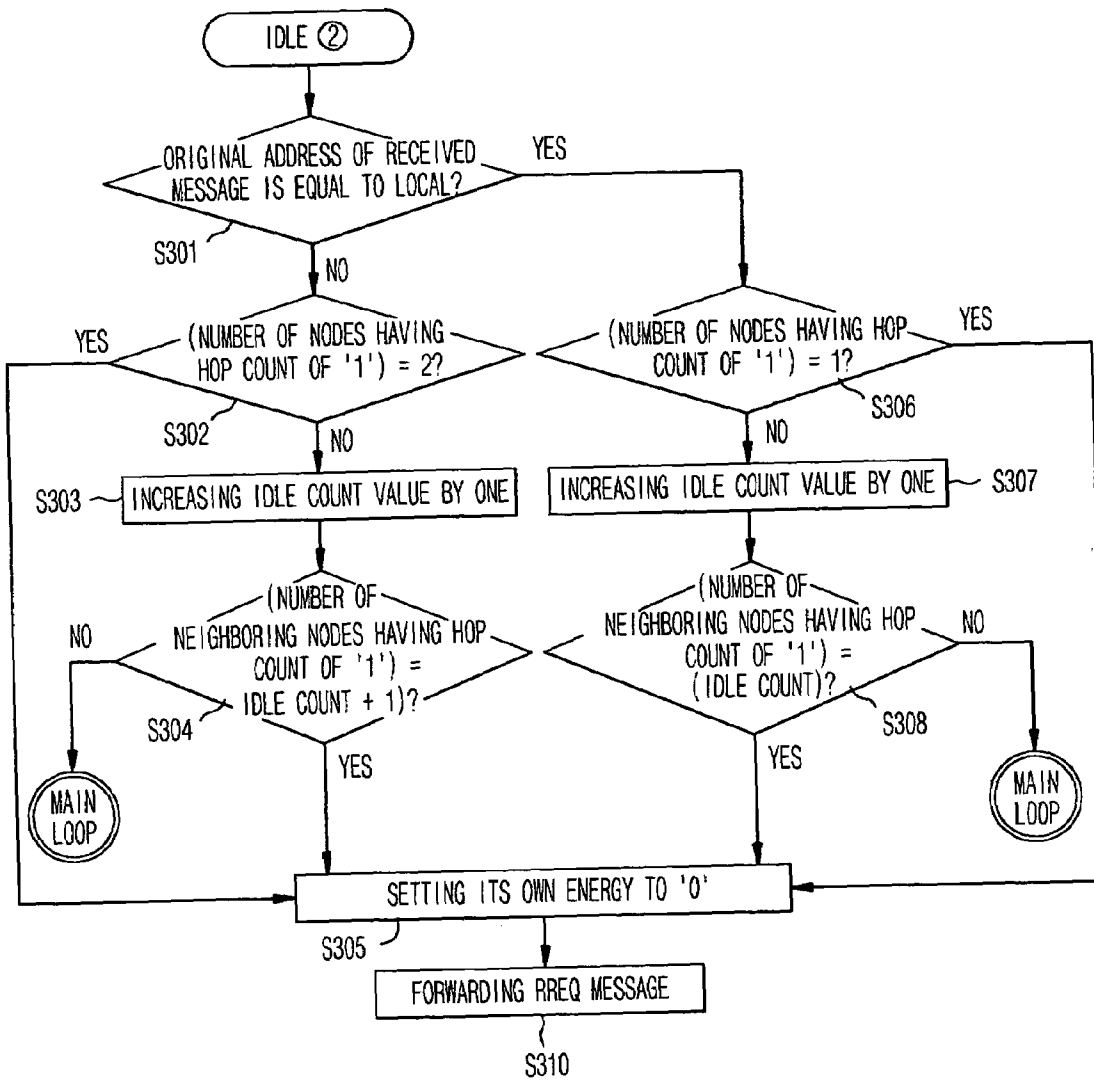 IDLE ②
ORIGINAL ADDRESS OF RECEIVED
MESSAGE IS EQUAL TO LOCAL?
YES
S301
NO
YES
(NUMBER OF NODES HAVING
HOP COUNT OF '1') = 2?
S302
NO
(NUMBER OF NODES HAVING HOP
COUNT OF '1') = 1?
YES
S306
NO
S303
INCREASING IDLE COUNT VALUE BY ONE
INCREASING IDLE COUNT VALUE BY ONE
S307
NO
(NUMBER OF
NEIGHBORING NODES HAVING HOP
COUNT OF '1') =
IDLE COUNT + 1)?
S304
YES
(NUMBER OF
NEIGHBORING NODES HAVING HOP
COUNT OF '1') =
(IDLE COUNT)?
NO
S308
YES
MAIN
LOOP
MAIN
LOOP
SETTING ITS OWN ENERGY TO '0'
S305
FORWARDING RREQ MESSAGE
S310